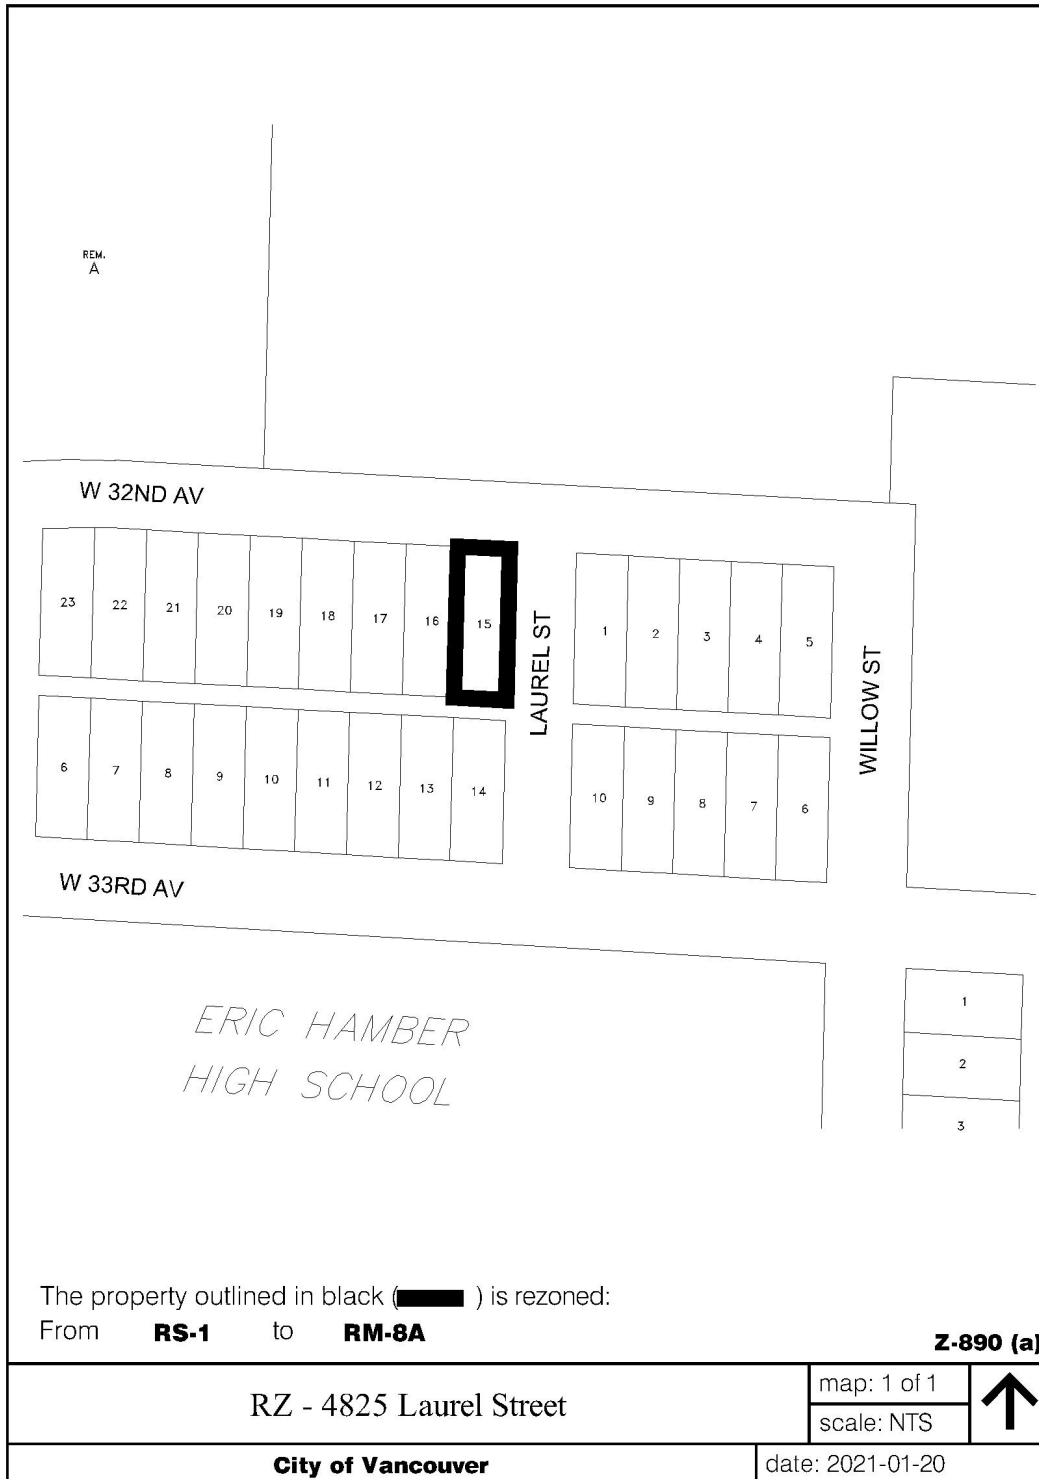 REM.
A
W 32ND AV
23
22
21
20
19
18
17
16
15
LAUREL ST
1
2
3
4
5
WILLOW ST
6
7
8
9
10
11
12
13
14
10
9
8
7
6
W 33RD AV
ERIC HAMBER
HIGH SCHOOL
1
2
3
The property outlined in black ( ) is rezoned:
From RS-1 to RM-8A
Z-890 (a)
RZ - 4825 Laurel Street
map: 1 of 1
scale: NTS
City of Vancouver
date: 2021-01-20